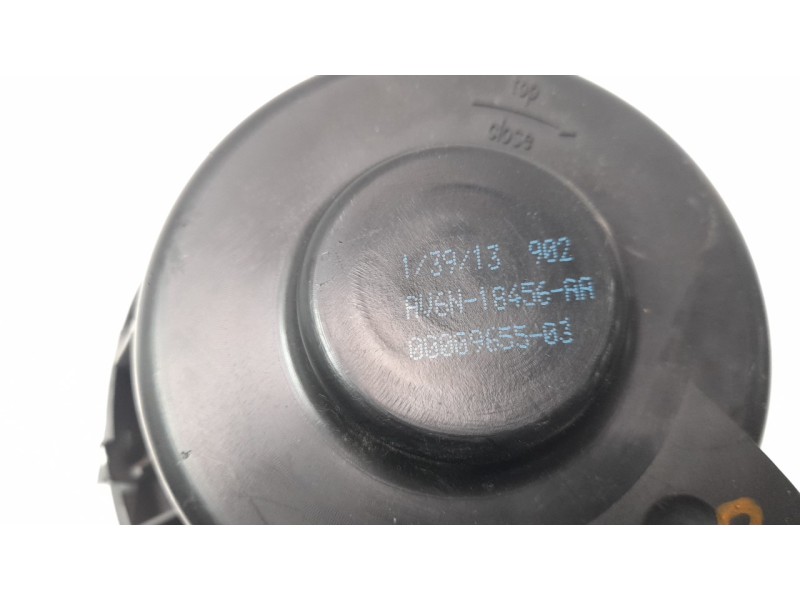 top
close
1/39/13 902
AV6N-18456-AA
00009655-03